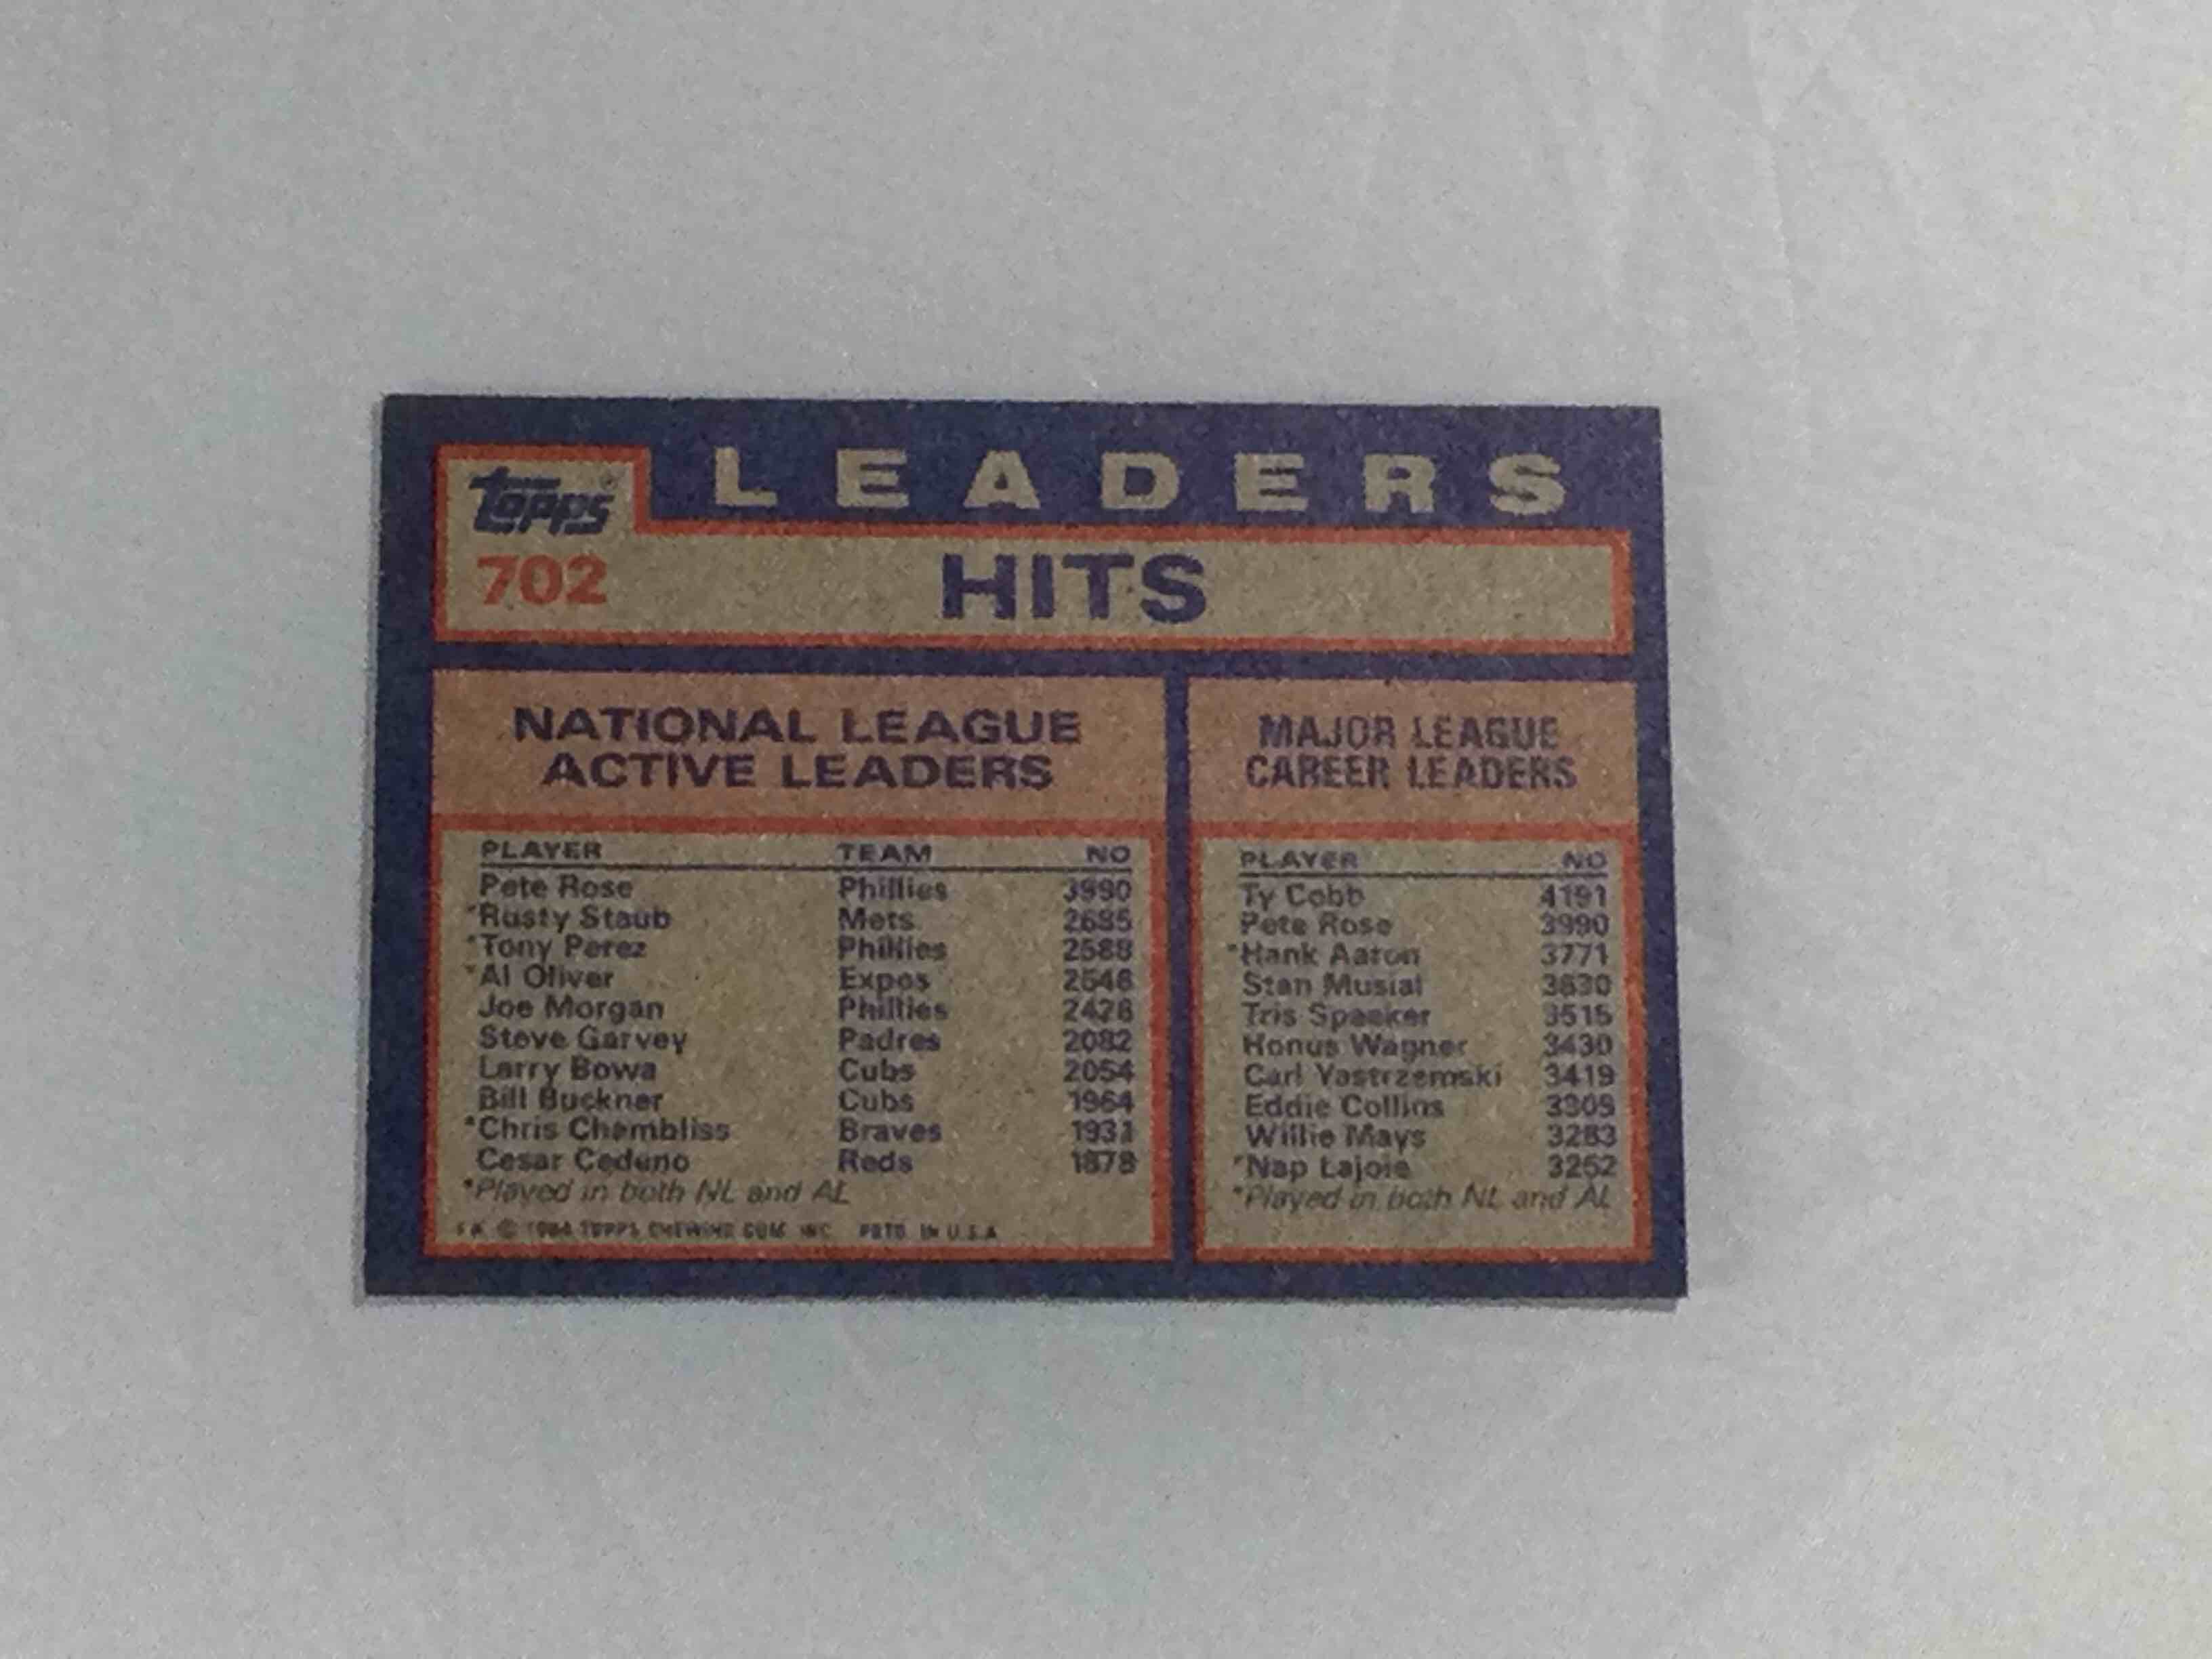 LEADERS
topps®
702
HITS
NATIONAL LEAGUE
ACTIVE LEADERS
PLAYER TEAM NO
Pete Rose Phillies 3990
*Rusty Staub Mets 2685
*Tony Perez Phillies 2588
*Al Oliver Expos 2546
Joe Morgan Phillies
Steve Garvey Padres 2082
Larry Bowa Cubs 2054
Bill Buckner Cubs 1964
*Chris Chambliss Braves 1931
Cesar Cedeno Reds 1878
*Played in both NL and AL
© 1984 TOPPS CHEWING GUM, INC. PRTD. IN U.S.A.
MAJOR LEAGUE
CAREER LEADERS
PLAYER NO
Ty Cobb 4191
Pete Rose 3990
*Hank Aaron 3771
Stan Musial 3630
Tris Speaker 3515
Honus Wagner 3430
Carl Yastrzemski 3419
Eddie Collins 3309
Willie Mays 3283
*Nap Lajoie 3252
*Played in both NL and AL